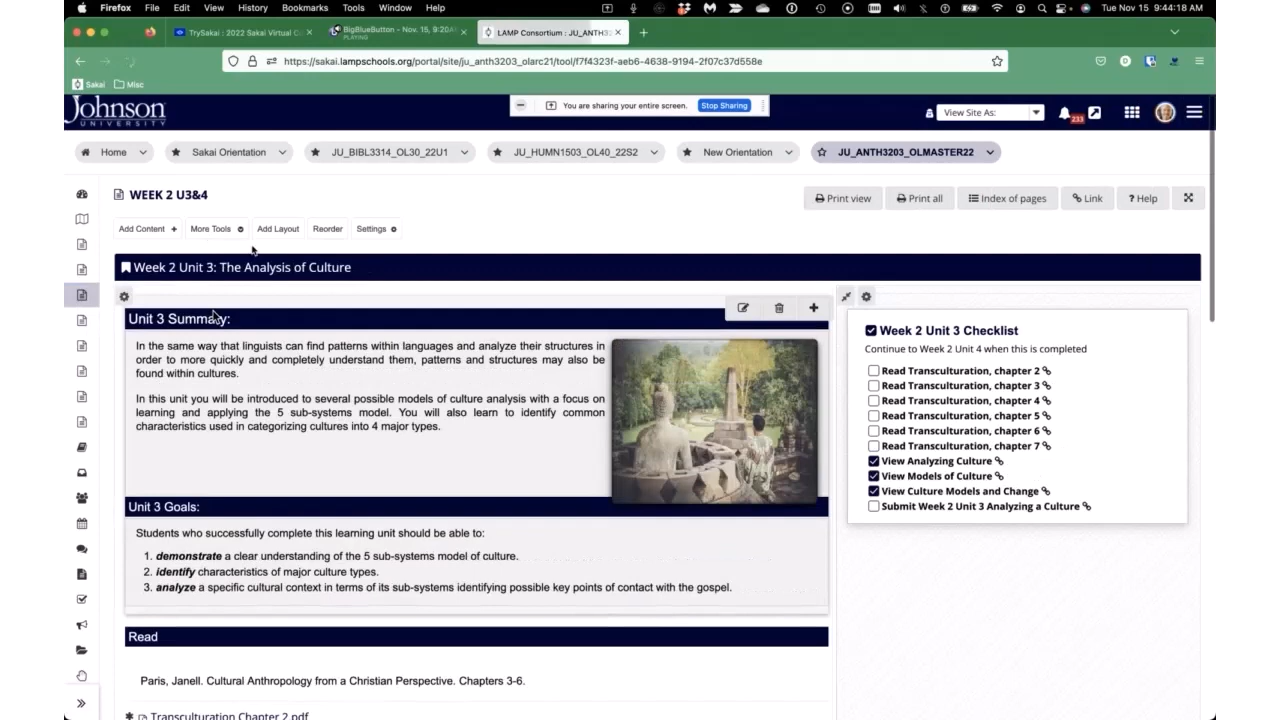 Firefox File Edit View History Bookmarks Tools Window Help Tue Nov 15 9:44:18 AM
TrySakai : 2022 Sakai Virtual C
BigBlueButton - Nov. 15, 9:20A
PLAYING
LAMP Consortium : JU_ANTH3
https://sakai.lampschools.org/portal/site/ju_anth3203_olarc21/tool/f7f4323f-aeb6-4638-9194-2f07c37d558e
Sakai Misc
Johnson
UNIVERSITY
You are sharing your entire screen. Stop Sharing
View Site As:
233
Home Sakai Orientation JU_BIBL3314_OL30_22U1 JU_HUMN1503_OL40_22S2 New Orientation JU_ANTH3203_OLMASTER22
WEEK 2 U3&4
Print view Print all Index of pages Link ? Help
Add Content + More Tools Add Layout Reorder Settings
Week 2 Unit 3: The Analysis of Culture
Unit 3 Summary:
In the same way that linguists can find patterns within languages and analyze their structures in
order to more quickly and completely understand them, patterns and structures may also be
found within cultures.
In this unit you will be introduced to several possible models of culture analysis with a focus on
learning and applying the 5 sub-systems model. You will also learn to identify common
characteristics used in categorizing cultures into 4 major types.
Unit 3 Goals:
Students who successfully complete this learning unit should be able to:
1. demonstrate a clear understanding of the 5 sub-systems model of culture.
2. identify characteristics of major culture types.
3. analyze a specific cultural context in terms of its sub-systems identifying possible key points of contact with the gospel.
Read
Paris, Janell. Cultural Anthropology from a Christian Perspective. Chapters 3-6.
Transculturation Chapter 2.pdf
Week 2 Unit 3 Checklist
Continue to Week 2 Unit 4 when this is completed
Read Transculturation, chapter 2
Read Transculturation, chapter 3
Read Transculturation, chapter 4
Read Transculturation, chapter 5
Read Transculturation, chapter 6
Read Transculturation, chapter 7
View Analyzing Culture
View Models of Culture
View Culture Models and Change
Submit Week 2 Unit 3 Analyzing a Culture